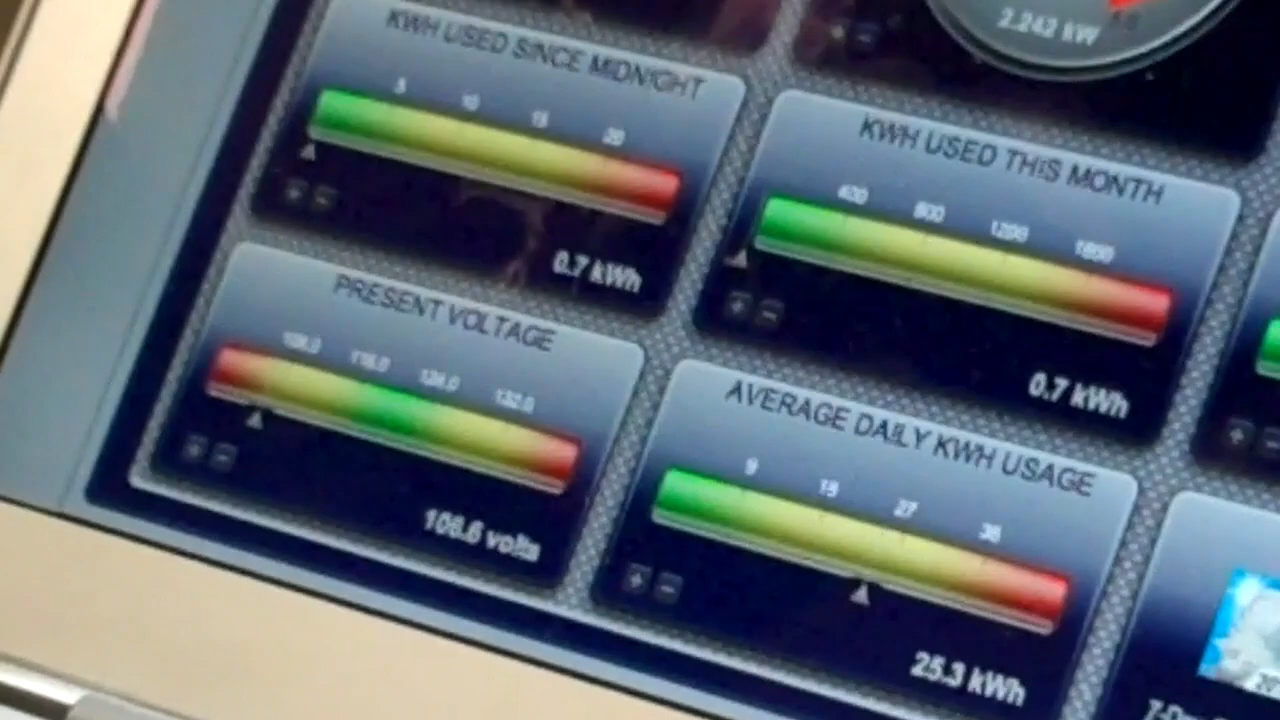 2.242 kW
KWH USED SINCE MIDNIGHT
5 10 15 20
0.7 kWh
KWH USED THIS MONTH
400 800 1200 1600
0.7 kWh
PRESENT VOLTAGE
108.0 116.0 124.0 132.0
106.6 volts
AVERAGE DAILY KWH USAGE
9 18 27 36
25.3 kWh